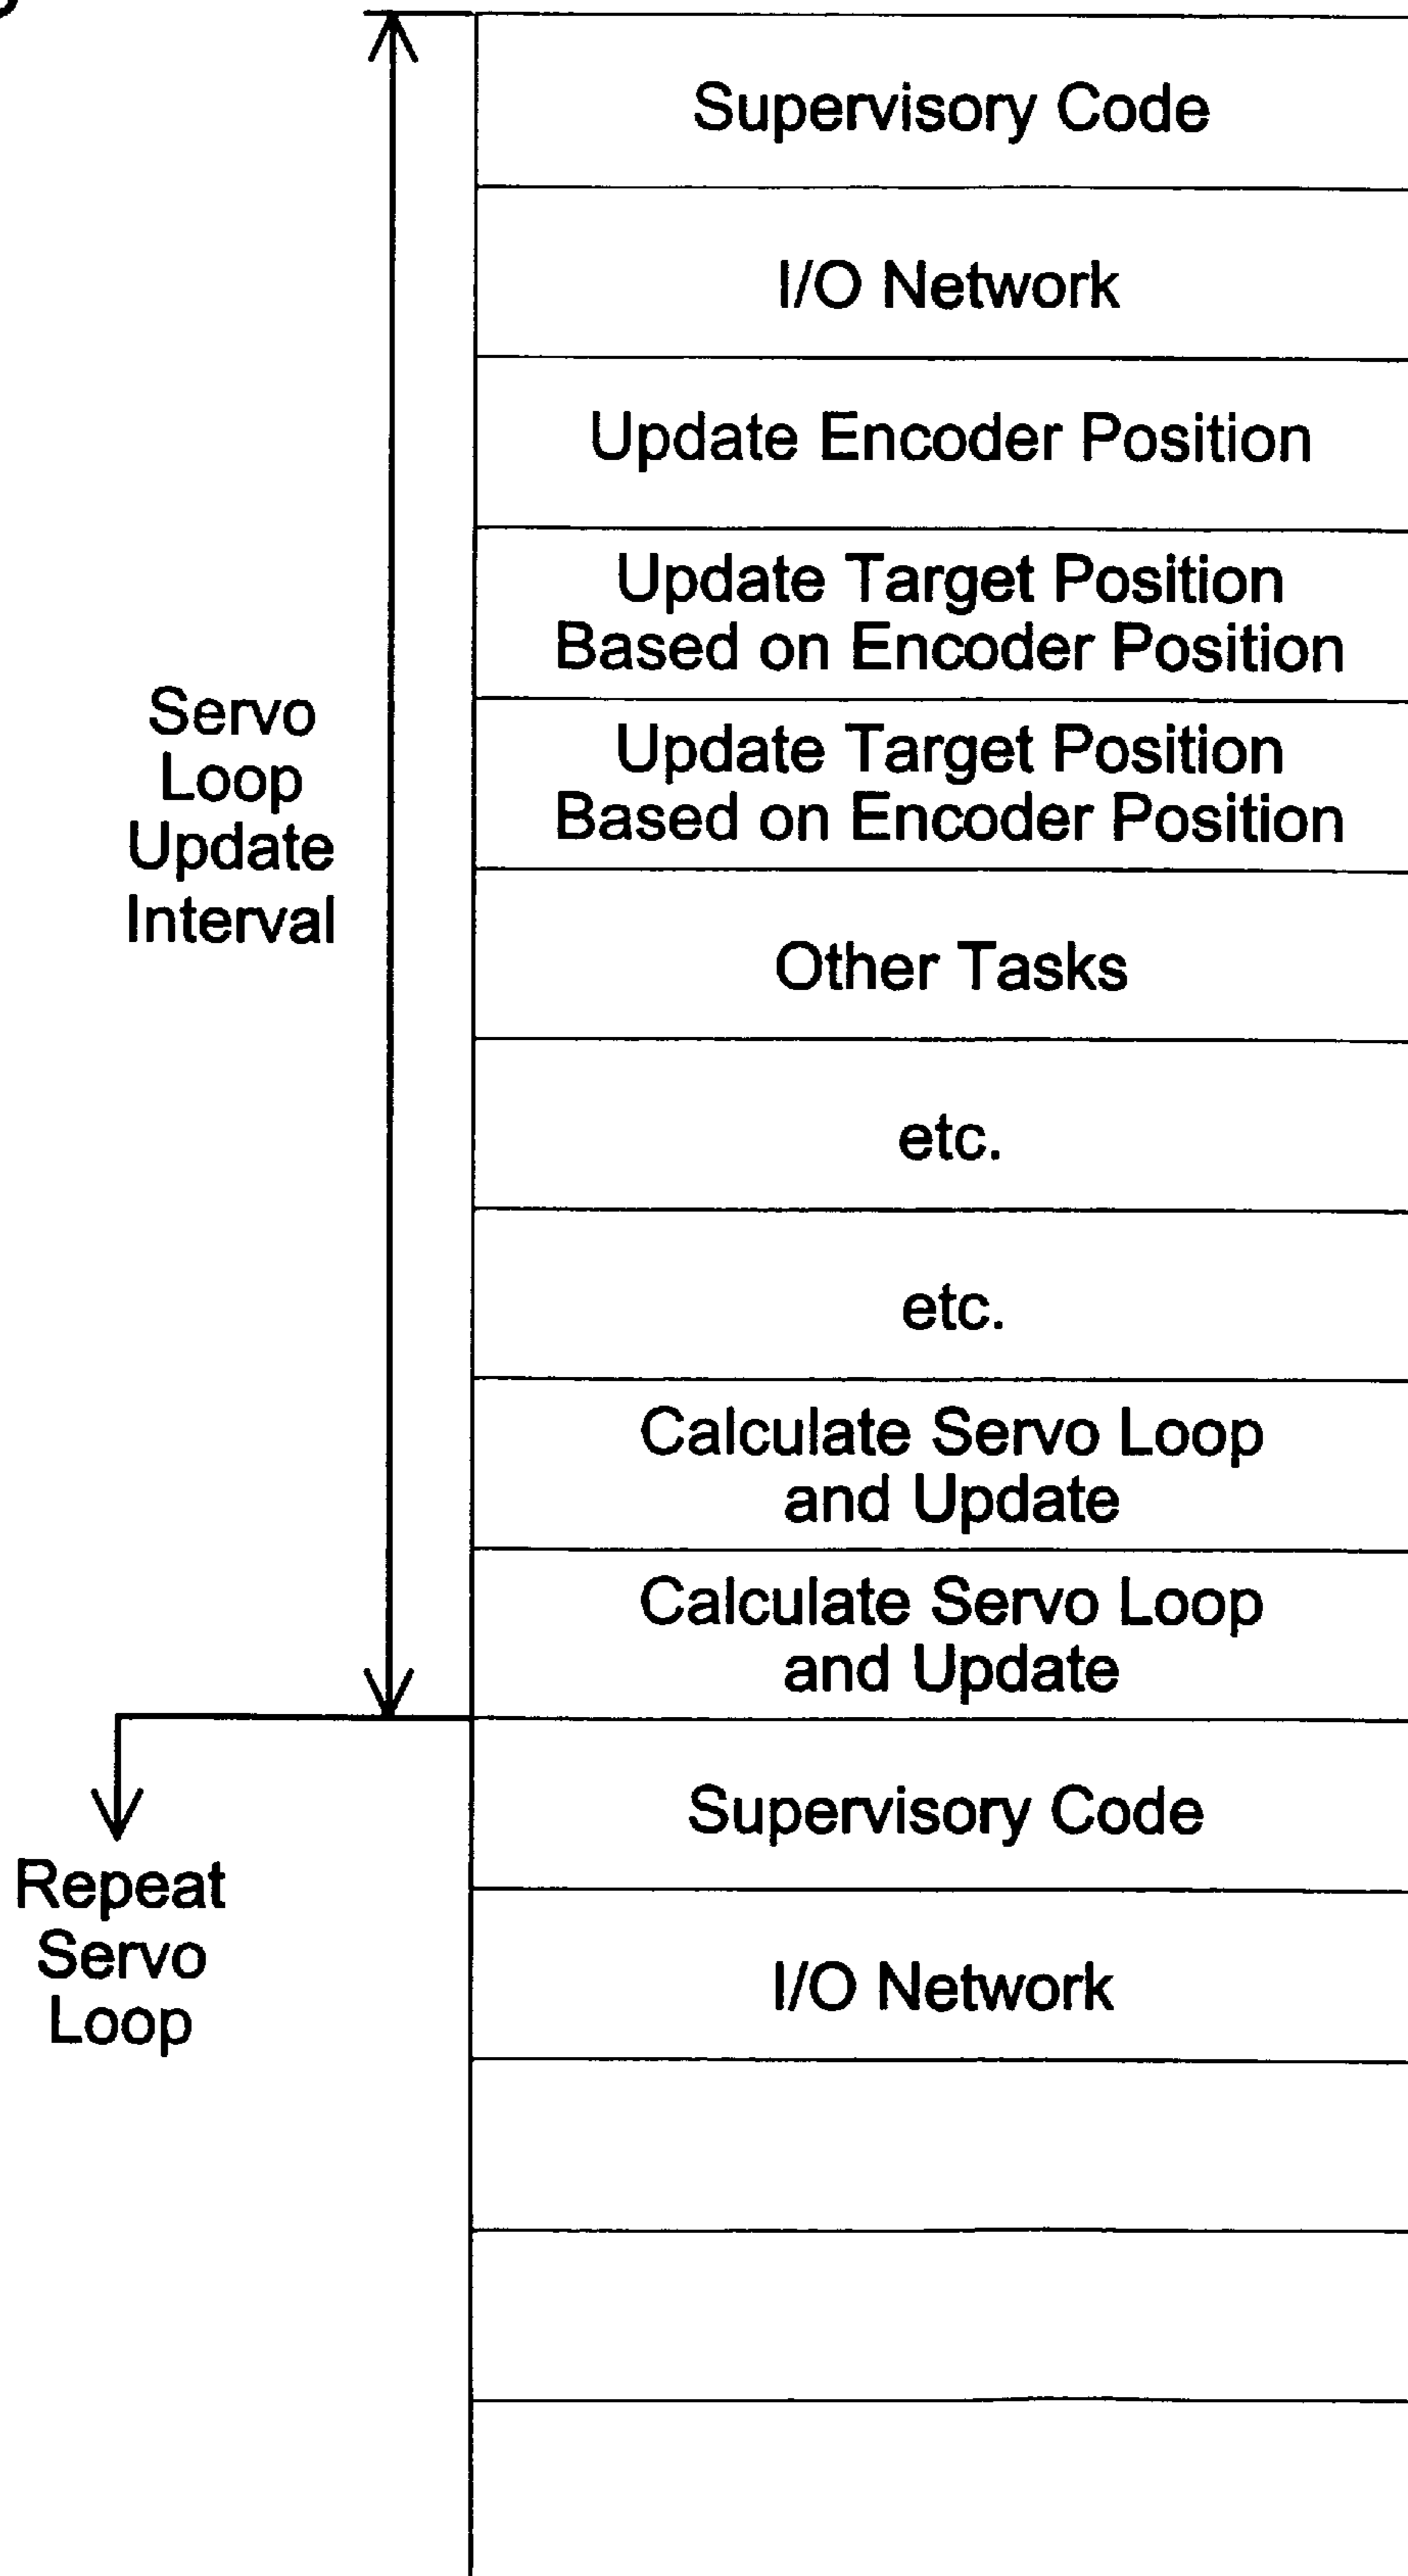 Supervisory Code
I/O Network
Update Encoder Position
Update Target Position
Based on Encoder Position
Update Target Position
Based on Encoder Position
Servo
Loop
Update
Interval
Other Tasks
etc.
etc.
Calculate Servo Loop
and Update
Calculate Servo Loop
and Update
Supervisory Code
Repeat
Servo
Loop
I/O Network